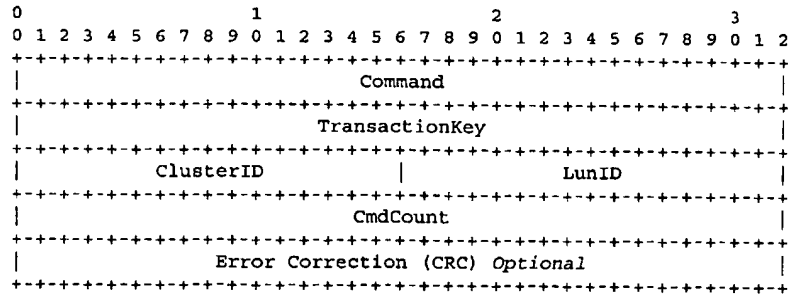 0                   1                   2                   3
0 1 2 3 4 5 6 7 8 9 0 1 2 3 4 5 6 7 8 9 0 1 2 3 4 5 6 7 8 9 0 1 2
+-+-+-+-+-+-+-+-+-+-+-+-+-+-+-+-+-+-+-+-+-+-+-+-+-+-+-+-+-+-+-+-+
| Command |
+-+-+-+-+-+-+-+-+-+-+-+-+-+-+-+-+-+-+-+-+-+-+-+-+-+-+-+-+-+-+-+-+
| TransactionKey |
+-+-+-+-+-+-+-+-+-+-+-+-+-+-+-+-+-+-+-+-+-+-+-+-+-+-+-+-+-+-+-+-+
| ClusterID | LunID |
+-+-+-+-+-+-+-+-+-+-+-+-+-+-+-+-+-+-+-+-+-+-+-+-+-+-+-+-+-+-+-+-+
| CmdCount |
+-+-+-+-+-+-+-+-+-+-+-+-+-+-+-+-+-+-+-+-+-+-+-+-+-+-+-+-+-+-+-+-+
| Error Correction (CRC) Optional |
+-+-+-+-+-+-+-+-+-+-+-+-+-+-+-+-+-+-+-+-+-+-+-+-+-+-+-+-+-+-+-+-+